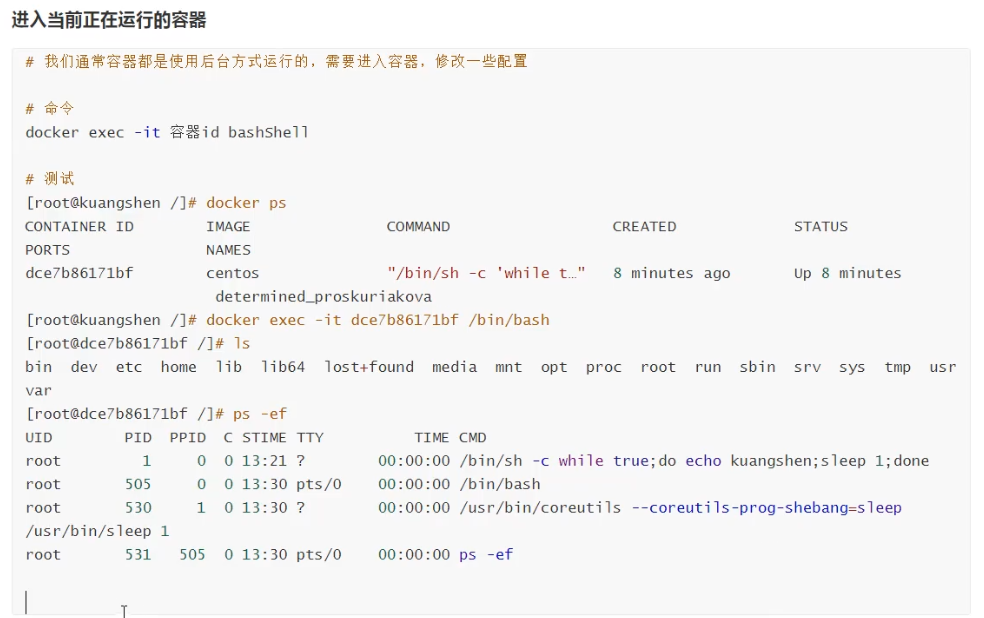 进入当前正在运行的容器
# 我们通常容器都是使用后台方式运行的，需要进入容器，修改一些配置
# 命令
docker exec -it 容器id bashShell
# 测试
[root@kuangshen /]# docker ps
CONTAINER ID        IMAGE               COMMAND                  CREATED             STATUS
PORTS               NAMES
dce7b86171bf        centos              "/bin/sh -c 'while t…"   8 minutes ago       Up 8 minutes
determined_proskuriakova
[root@kuangshen /]# docker exec -it dce7b86171bf /bin/bash
[root@dce7b86171bf /]# ls
bin  dev  etc  home  lib  lib64  lost+found  media  mnt  opt  proc  root  run  sbin  srv  sys  tmp  usr
var
[root@dce7b86171bf /]# ps -ef
UID        PID  PPID  C STIME TTY          TIME CMD
root         1     0  0 13:21 ?        00:00:00 /bin/sh -c while true;do echo kuangshen;sleep 1;done
root       505     0  0 13:30 pts/0    00:00:00 /bin/bash
root       530     1  0 13:30 ?        00:00:00 /usr/bin/coreutils --coreutils-prog-shebang=sleep
/usr/bin/sleep 1
root       531   505  0 13:30 pts/0    00:00:00 ps -ef